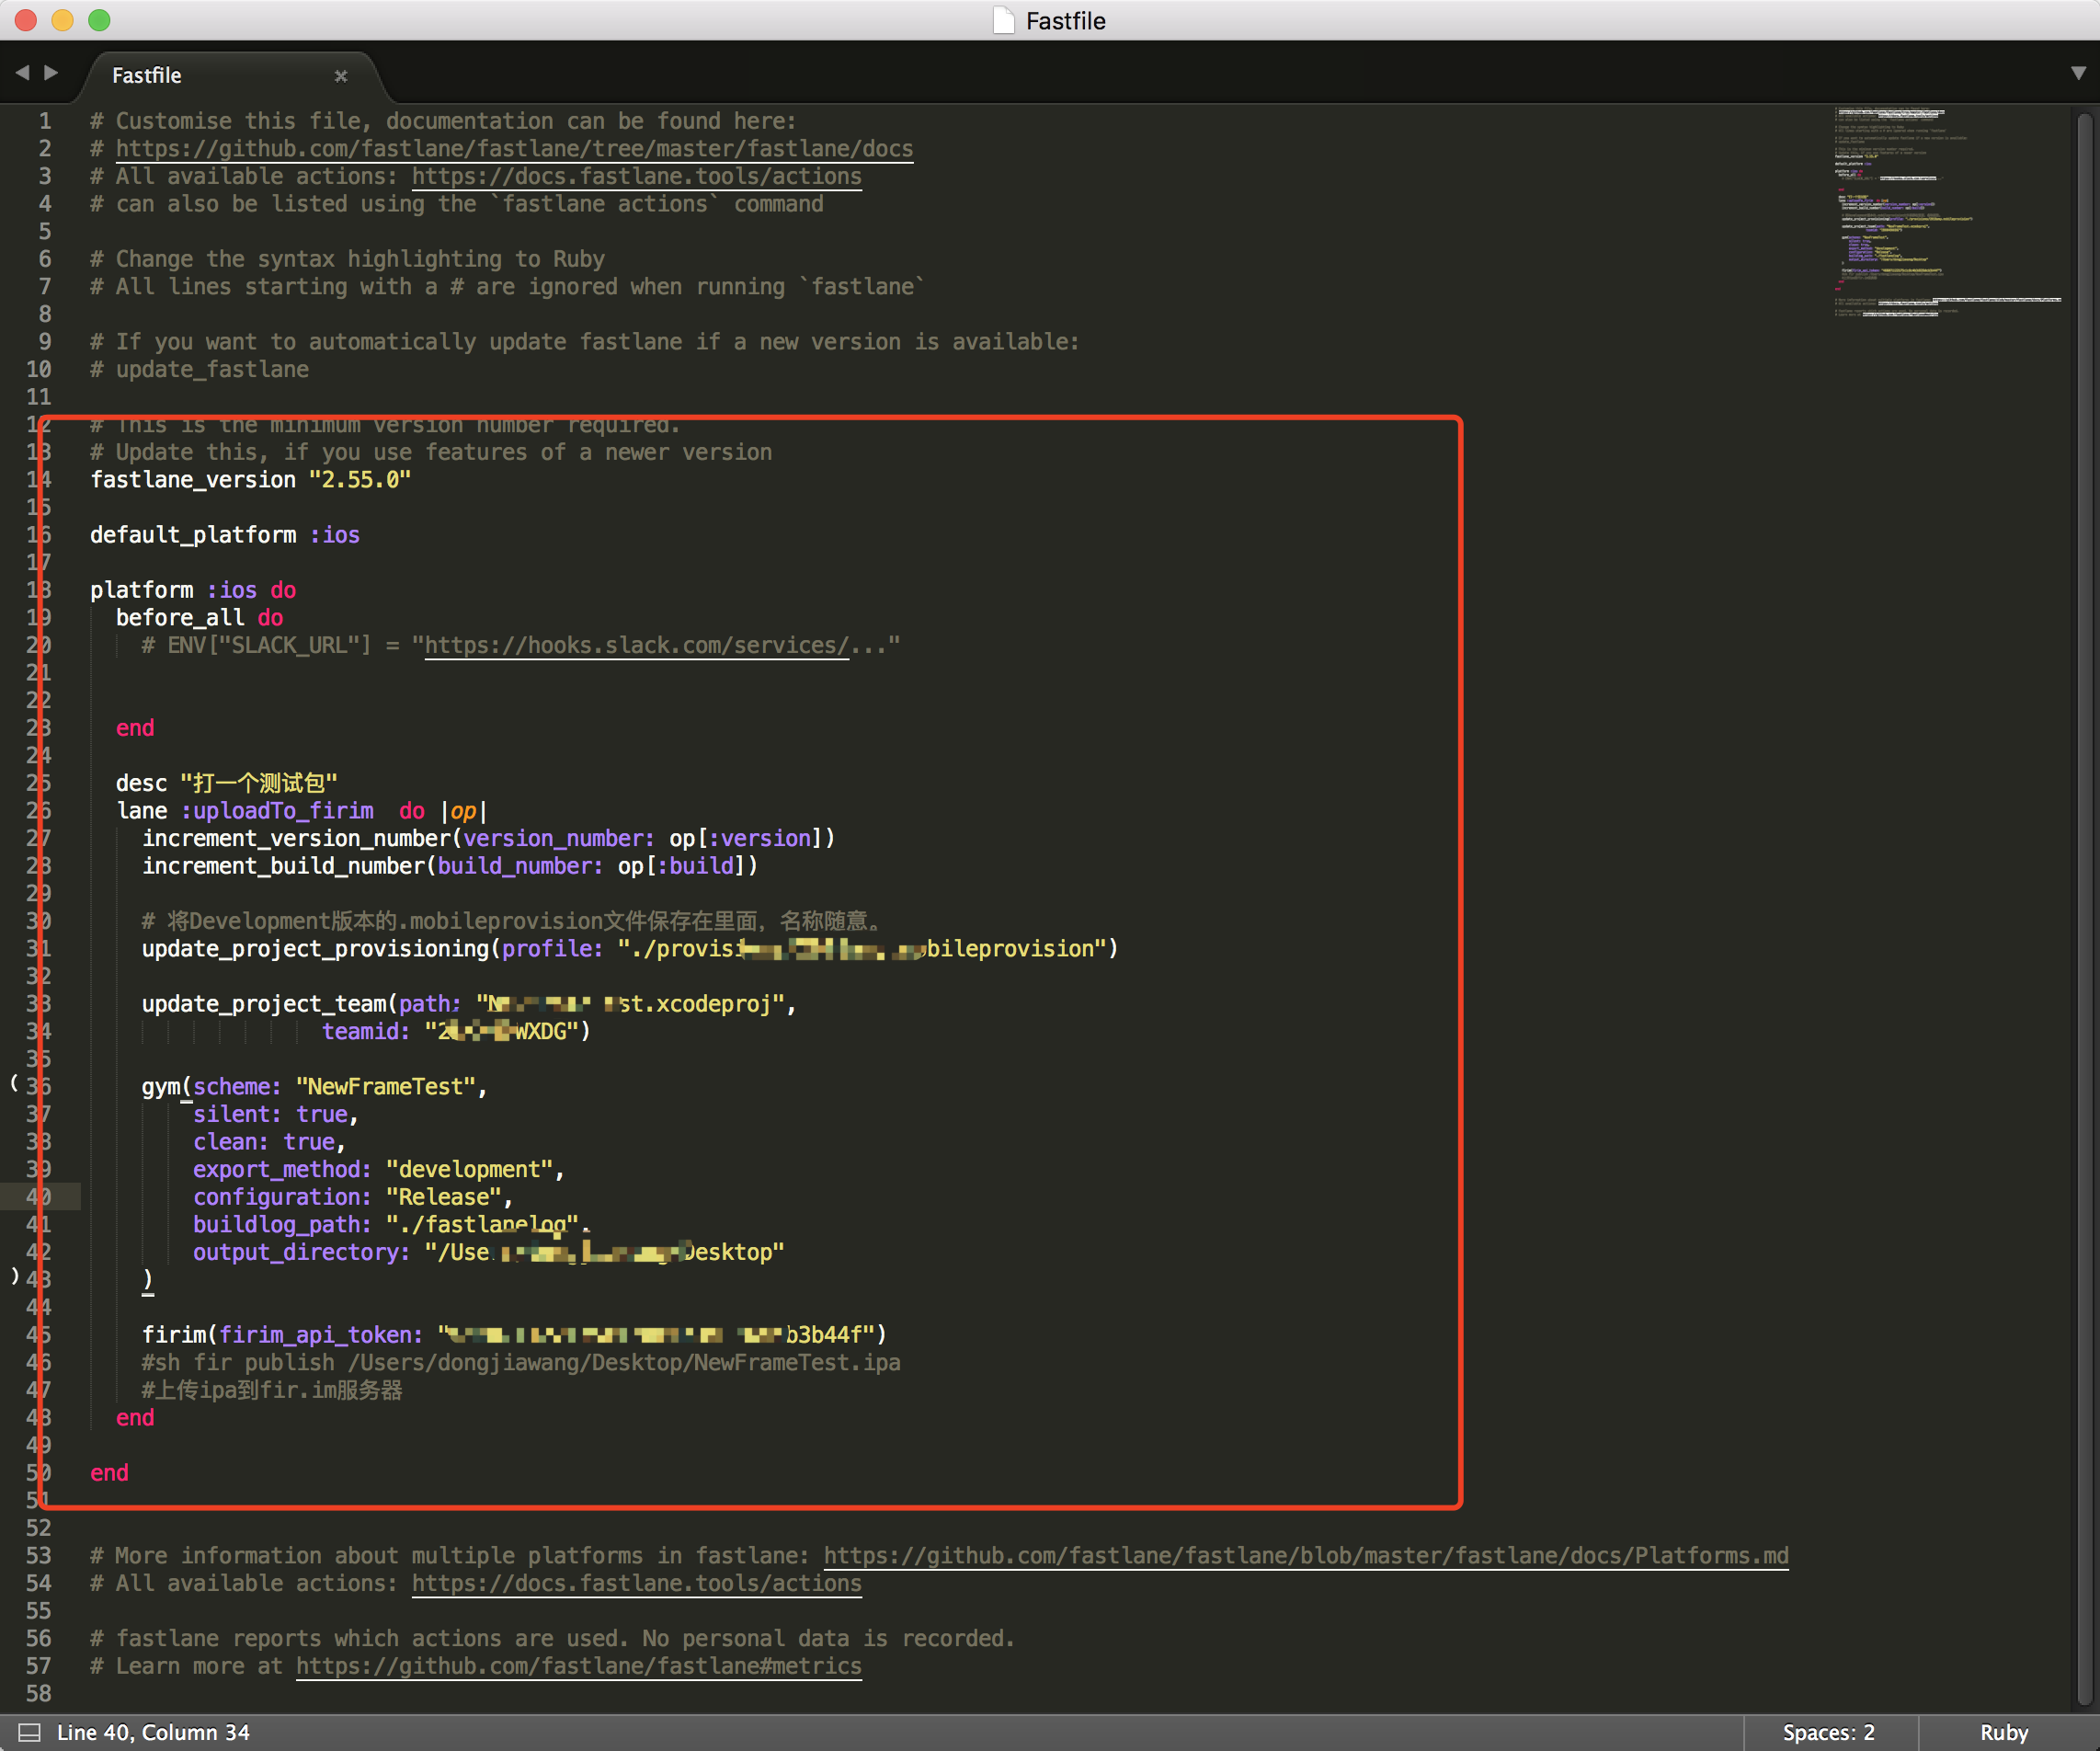 Fastfile
Fastfile
1 # Customise this file, documentation can be found here:
2 # https://github.com/fastlane/fastlane/tree/master/fastlane/docs
3 # All available actions: https://docs.fastlane.tools/actions
4 # can also be listed using the `fastlane actions` command
5
6 # Change the syntax highlighting to Ruby
7 # All lines starting with a # are ignored when running `fastlane`
8
9 # If you want to automatically update fastlane if a new version is available:
10 # update_fastlane
11
12 # This is the minimum version number required.
13 # Update this, if you use features of a newer version
14 fastlane_version "2.55.0"
15
16 default_platform :ios
17
18 platform :ios do
19 before_all do
20 # ENV["SLACK_URL"] = "https://hooks.slack.com/services/..."
21
22
23 end
24
25 desc "打一个测试包"
26 lane :uploadTo_firim  do |op|
27 increment_version_number(version_number: op[:version])
28 increment_build_number(build_number: op[:build])
29
30 # 将Development版本的.mobileprovision文件保存在里面，名称随意。
31 update_project_provisioning(profile: "./provisi bileprovision")
32
33 update_project_team(path: "N st.xcodeproj",
34 teamid: "2 WXDG")
35
( 36 gym(scheme: "NewFrameTest",
37 silent: true,
38 clean: true,
39 export_method: "development",
40 configuration: "Release",
41 buildlog_path: "./fastlanelog",
42 output_directory: "/Use Desktop"
) 43 )
44
45 firim(firim_api_token: " b3b44f")
46 #sh fir publish /Users/dongjiawang/Desktop/NewFrameTest.ipa
47 #上传ipa到fir.im服务器
48 end
49
50 end
51
52
53 # More information about multiple platforms in fastlane: https://github.com/fastlane/fastlane/blob/master/fastlane/docs/Platforms.md
54 # All available actions: https://docs.fastlane.tools/actions
55
56 # fastlane reports which actions are used. No personal data is recorded.
57 # Learn more at https://github.com/fastlane/fastlane#metrics
58
Line 40, Column 34 Spaces: 2 Ruby